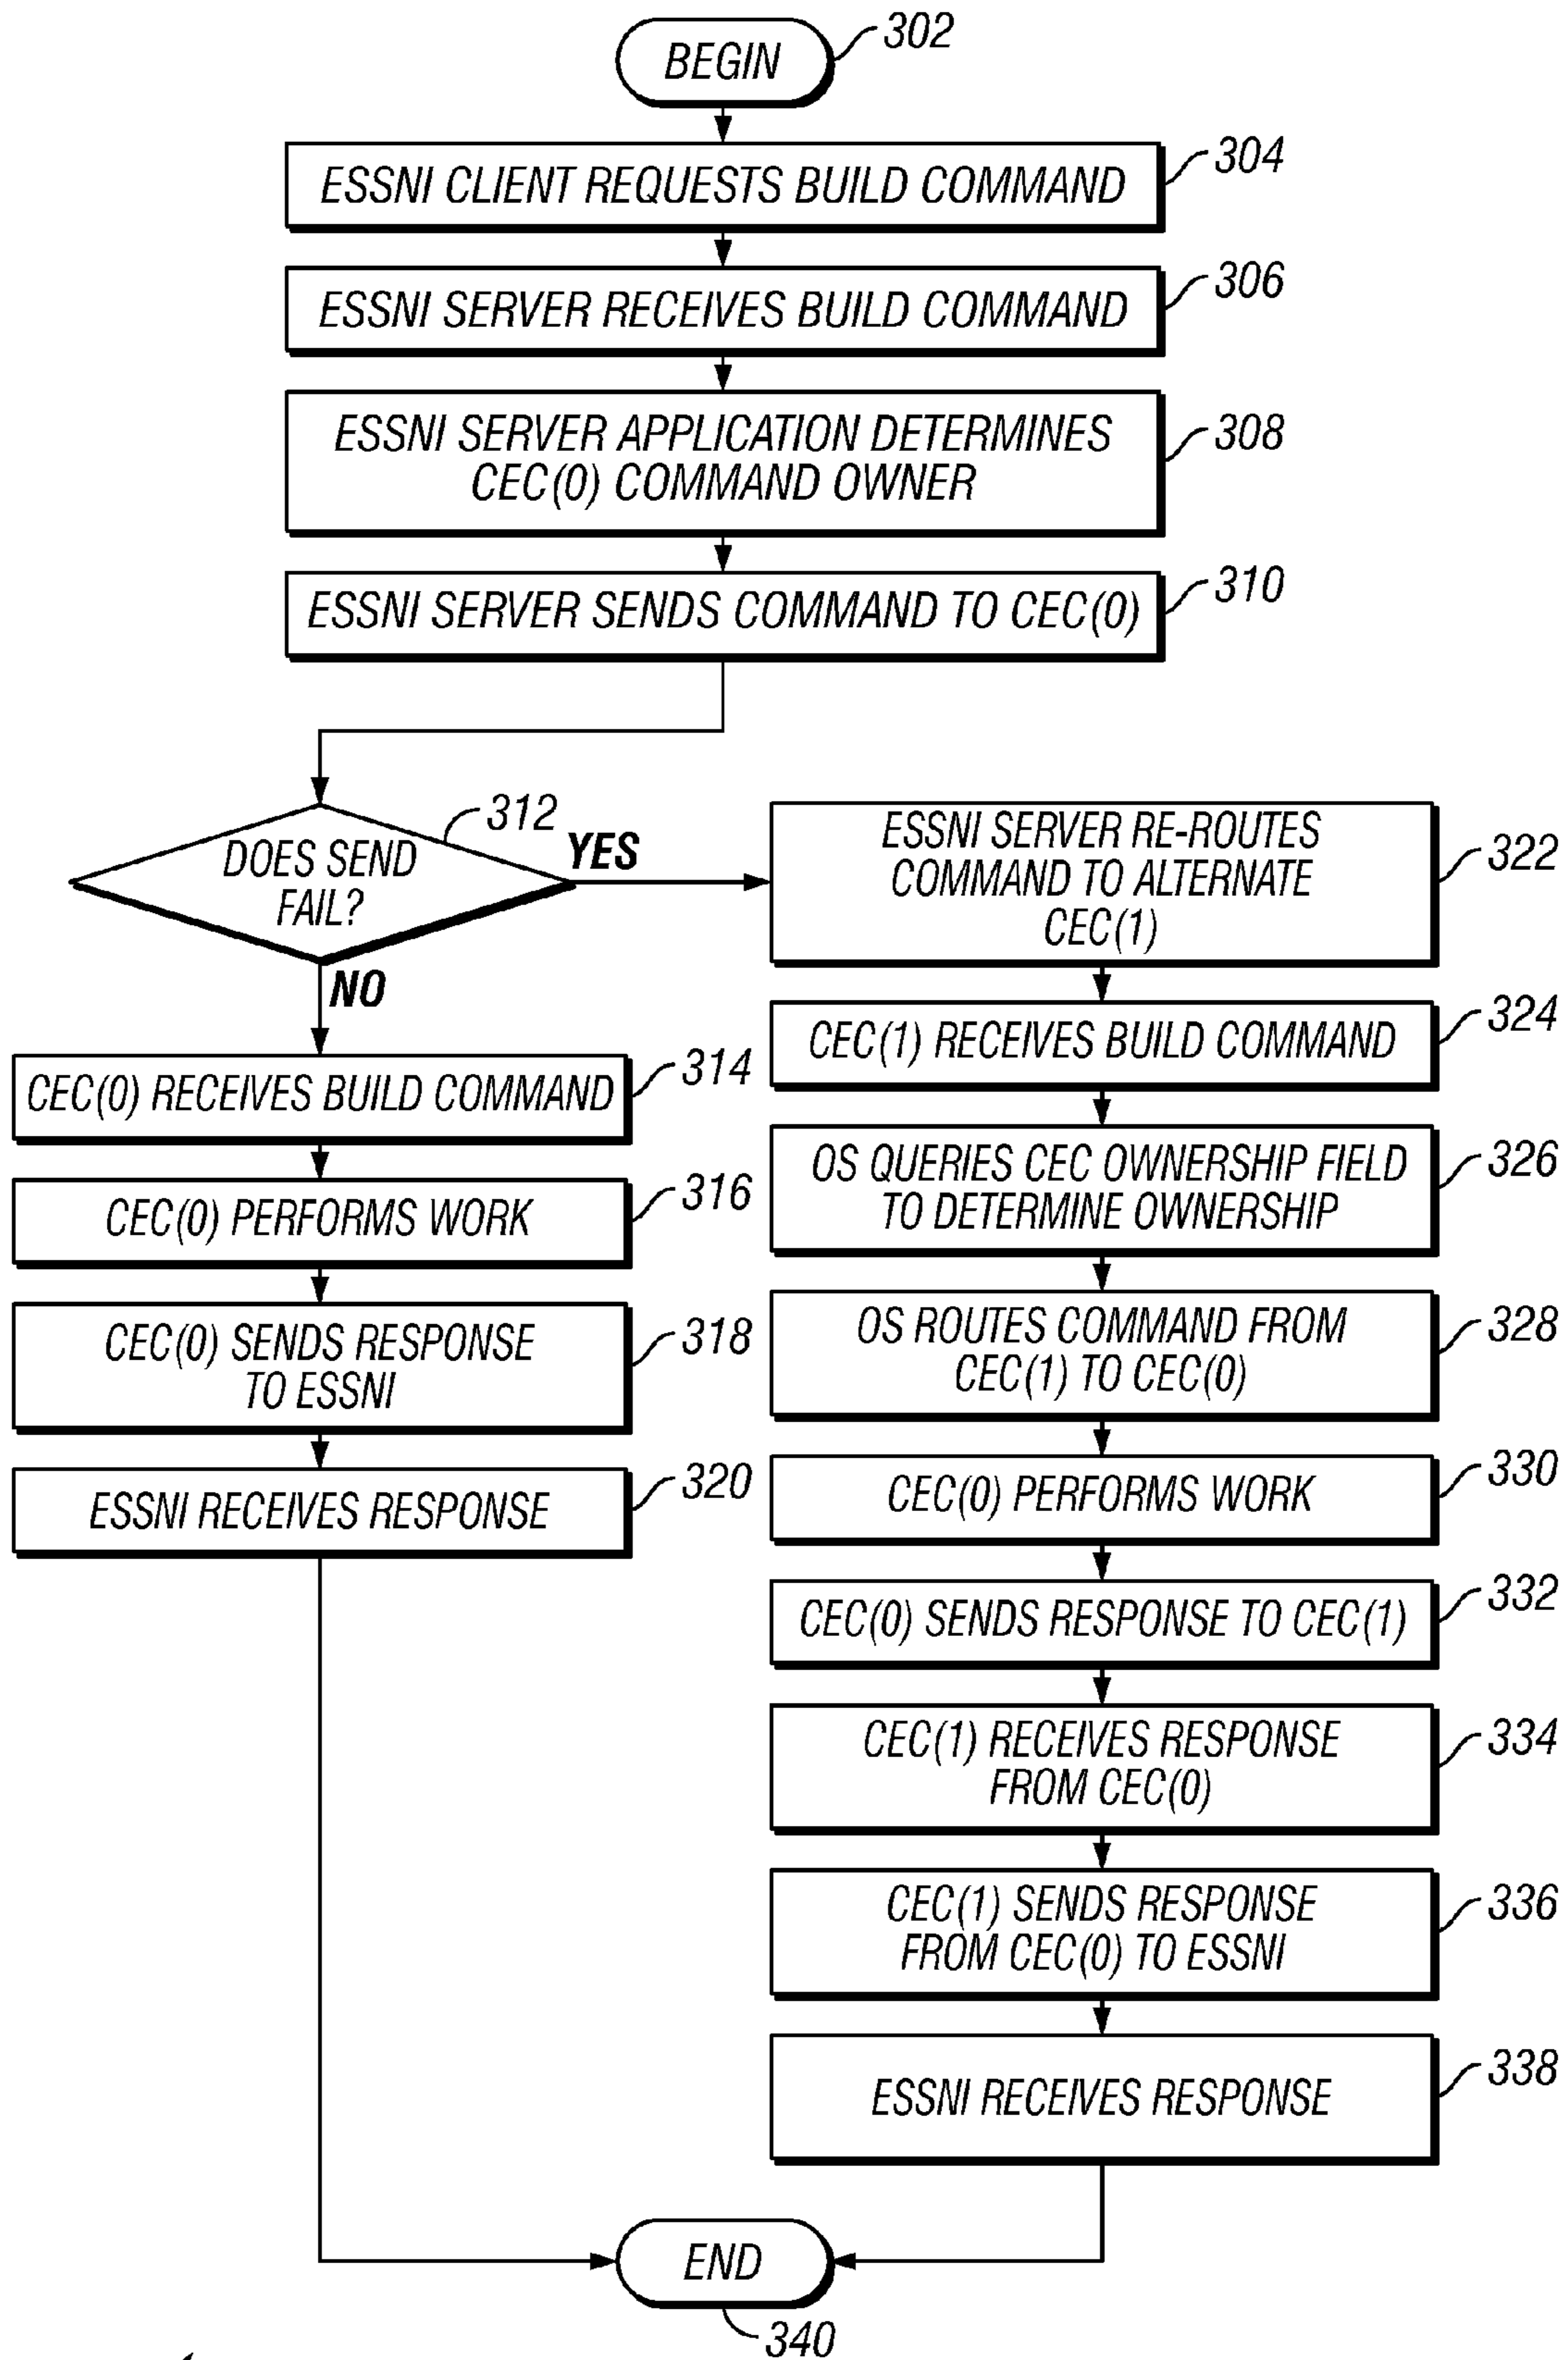 BEGIN
302
ESSNI CLIENT REQUESTS BUILD COMMAND
304
ESSNI SERVER RECEIVES BUILD COMMAND
306
ESSNI SERVER APPLICATION DETERMINES
CEC(0) COMMAND OWNER
308
ESSNI SERVER SENDS COMMAND TO CEC(0)
310
DOES SEND
FAIL?
312
YES
NO
CEC(0) RECEIVES BUILD COMMAND
314
CEC(0) PERFORMS WORK
316
CEC(0) SENDS RESPONSE
TO ESSNI
318
ESSNI RECEIVES RESPONSE
320
ESSNI SERVER RE-ROUTES
COMMAND TO ALTERNATE
CEC(1)
322
CEC(1) RECEIVES BUILD COMMAND
324
OS QUERIES CEC OWNERSHIP FIELD
TO DETERMINE OWNERSHIP
326
OS ROUTES COMMAND FROM
CEC(1) TO CEC(0)
328
CEC(0) PERFORMS WORK
330
CEC(0) SENDS RESPONSE TO CEC(1)
332
CEC(1) RECEIVES RESPONSE
FROM CEC(0)
334
CEC(1) SENDS RESPONSE
FROM CEC(0) TO ESSNI
336
ESSNI RECEIVES RESPONSE
338
END
340